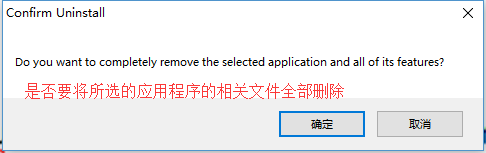 Confirm Uninstall
Do you want to completely remove the selected application and all of its features?
是否要将所选的应用程序的相关文件全部删除
确定
取消